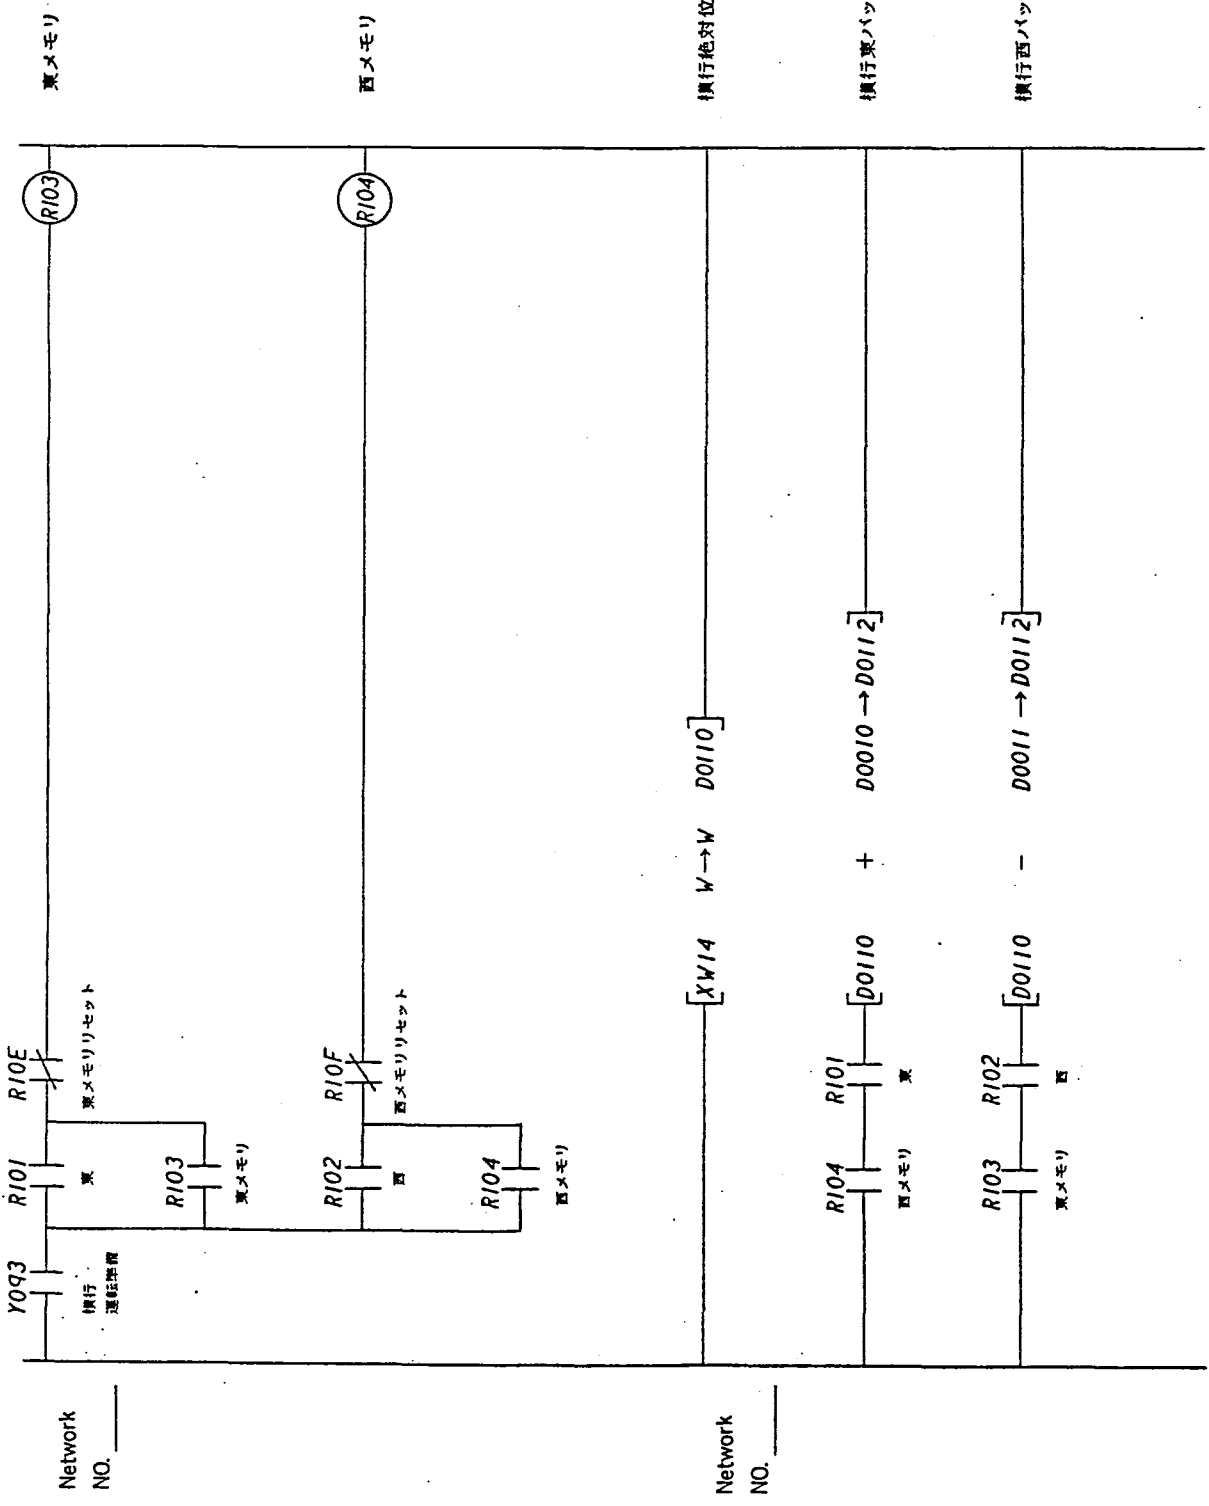 Network
NO.
Y093
横行
運転準備
R101
東
R10E
東メモリリセット
R103
東メモリ
R103
東メモリ
R102
西
R10F
西メモリリセット
R104
西メモリ
R104
西メモリ
Network
NO.
[XW14 W→W D0110]
横行絶対位
R104
西メモリ
R101
東
[D0110 + D0010→D0112]
横行東バッ
R103
東メモリ
R102
西
[D0110 - D0011→D0112]
横行西バッ